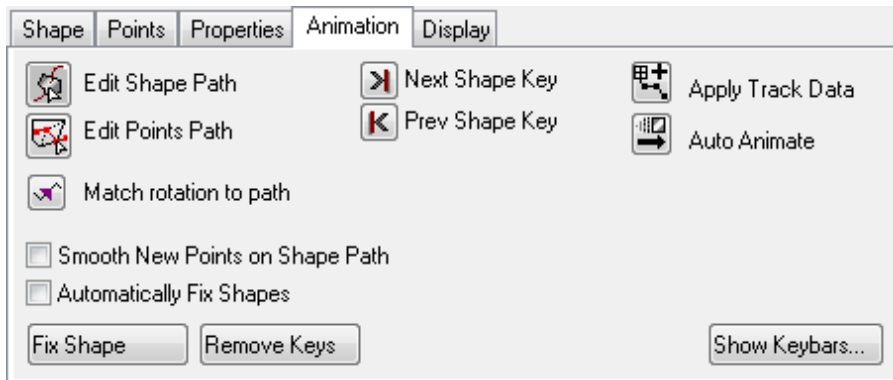 Shape Points Properties Animation Display
Edit Shape Path
Edit Points Path
Match rotation to path
Next Shape Key
Prev Shape Key
Apply Track Data
Auto Animate
Smooth New Points on Shape Path
Automatically Fix Shapes
Fix Shape Remove Keys Show Keybars...